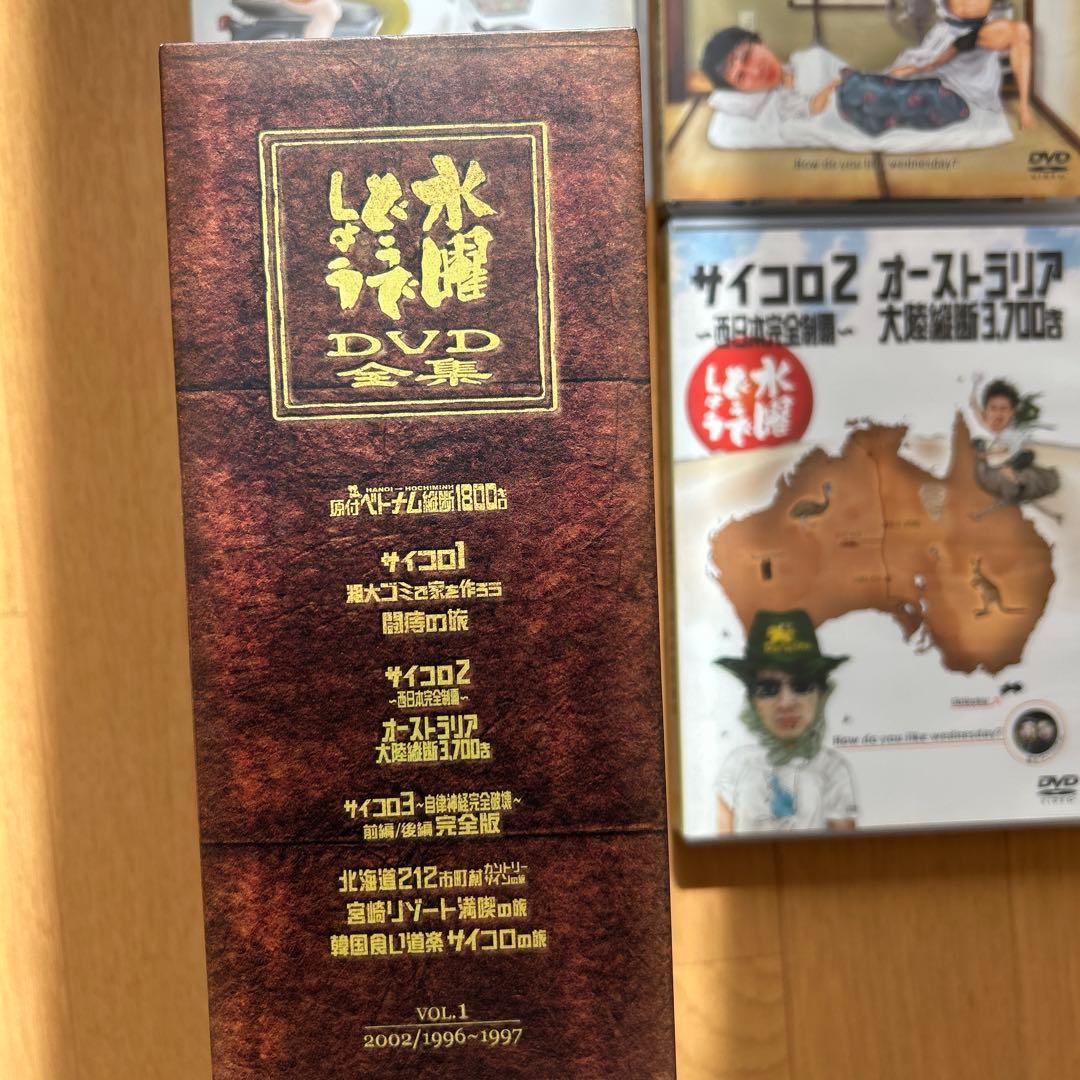 水曜
どうで
しょう
DVD
全集
HANOI → HOCHIMINH
原付ベトナム縦断1800キロ
サイコロ1
粗大ゴミで家を作ろう
闘痔の旅
サイコロ2
~西日本完全制覇~
オーストラリア
大陸縦断3,700キロ
サイコロ3~自律神経完全破壊~
前編/後編 完全版
北海道212市町村カントリーサインの旅
宮崎リゾート満喫の旅
韓国食い道楽サイコロの旅
VOL.1
2002/1996~1997
How do you like wednesday?
DVD
VIDEO
サイコロ2
~西日本完全制覇~
オーストラリア
大陸縦断3,700キロ
水曜
どうで
しょう
How do you like wednesday?
DVD
VIDEO